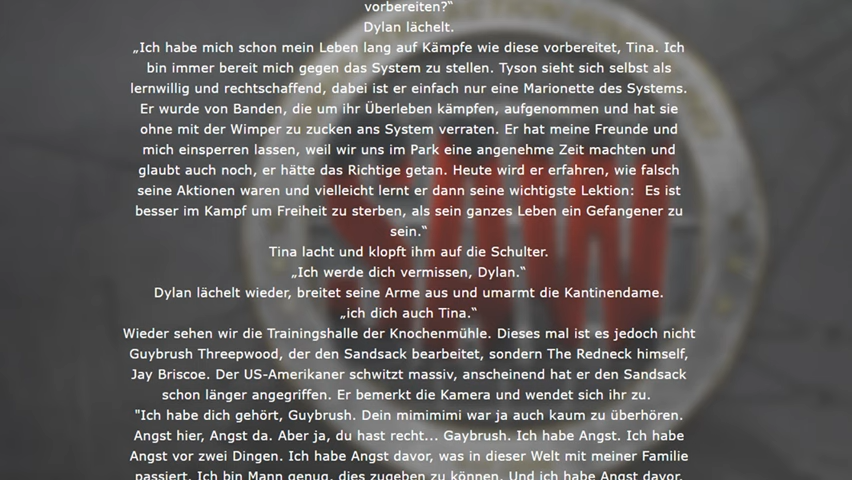 vorbereiten?“
Dylan lächelt.
„Ich habe mich schon mein Leben lang auf Kämpfe wie diese vorbereitet, Tina. Ich
bin immer bereit mich gegen das System zu stellen. Tyson sieht sich selbst als
lernwillig und rechtschaffend, dabei ist er einfach nur eine Marionette des Systems.
Er wurde von Banden, die um ihr Überleben kämpfen, aufgenommen und hat sie
ohne mit der Wimper zu zucken ans System verraten. Er hat meine Freunde und
mich einsperren lassen, weil wir uns im Park eine angenehme Zeit machten und
glaubt auch noch, er hätte das Richtige getan. Heute wird er erfahren, wie falsch
seine Aktionen waren und vielleicht lernt er dann seine wichtigste Lektion:  Es ist
besser im Kampf um Freiheit zu sterben, als sein ganzes Leben ein Gefangener zu
sein.“
Tina lacht und klopft ihm auf die Schulter.
„Ich werde dich vermissen, Dylan.“
Dylan lächelt wieder, breitet seine Arme aus und umarmt die Kantinendame.
„ich dich auch Tina.“
Wieder sehen wir die Trainingshalle der Knochenmühle. Dieses mal ist es jedoch nicht
Guybrush Threepwood, der den Sandsack bearbeitet, sondern The Redneck himself,
Jay Briscoe. Der US-Amerikaner schwitzt massiv, anscheinend hat er den Sandsack
schon länger angegriffen. Er bemerkt die Kamera und wendet sich ihr zu.
"Ich habe dich gehört, Guybrush. Dein mimimimi war ja auch kaum zu überhören.
Angst hier, Angst da. Aber ja, du hast recht... Gaybrush. Ich habe Angst. Ich habe
Angst vor zwei Dingen. Ich habe Angst davor, was in dieser Welt mit meiner Familie
passiert. Ich bin Mann genug, dies zugeben zu können. Und ich habe Angst davor,